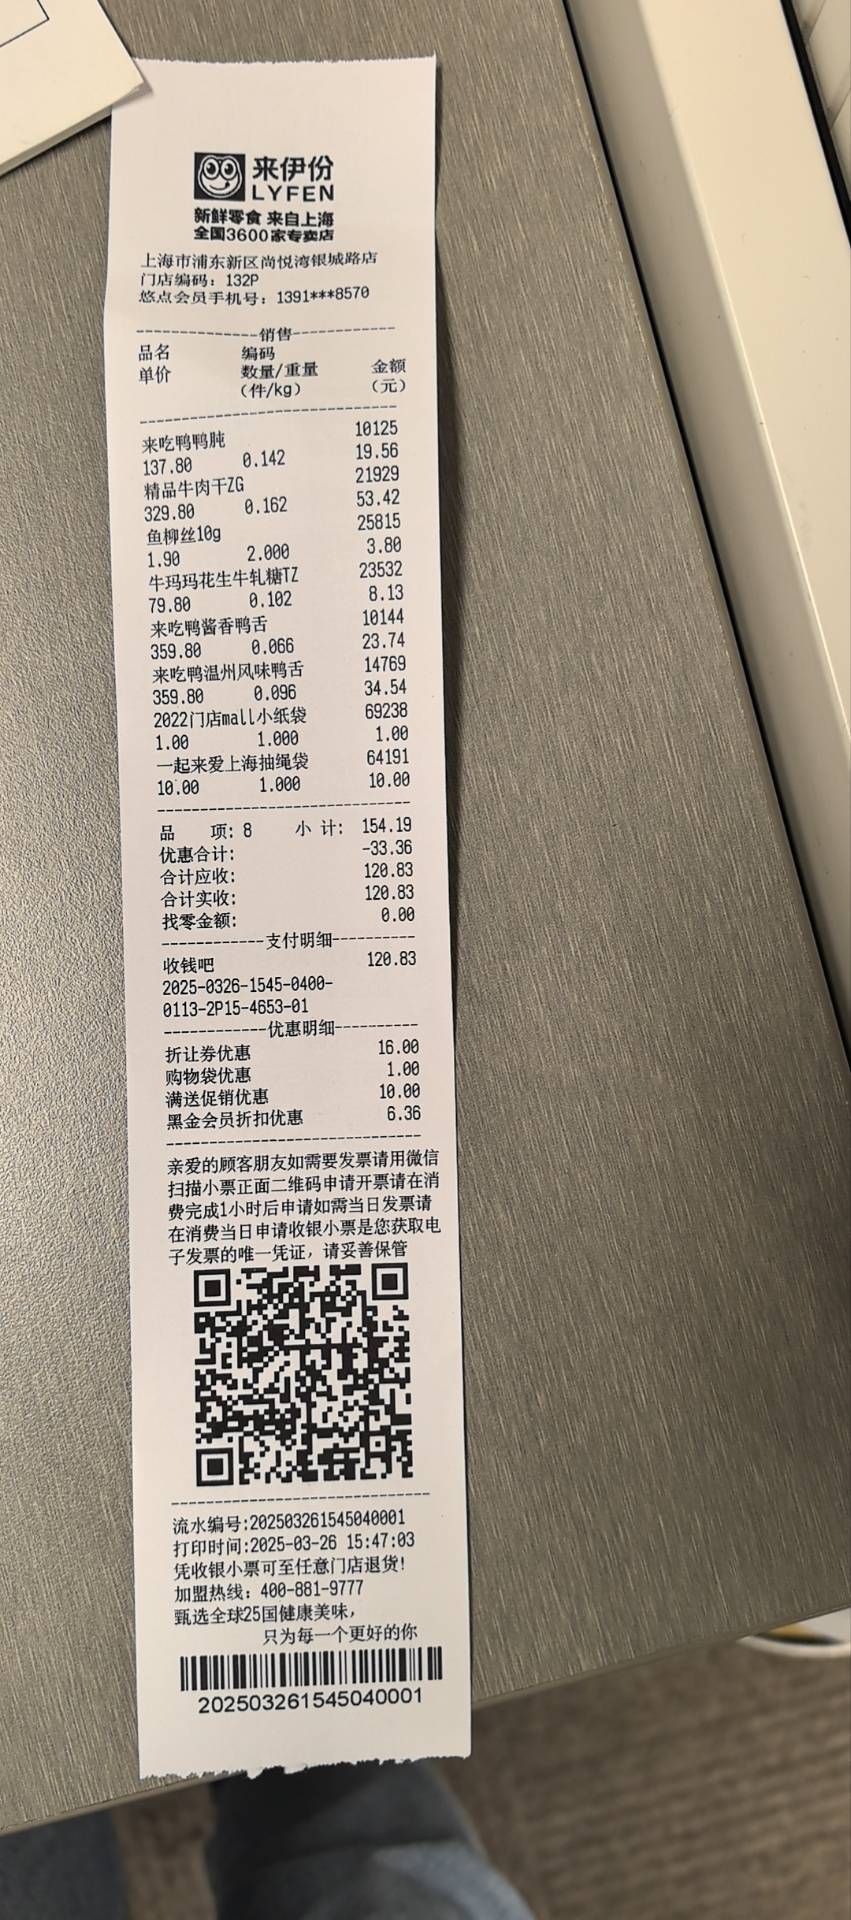 来伊份
LYFEN
新鲜零食 来自上海
全国3600家专卖店
上海市浦东新区尚悦湾银城路店
门店编码：132P
悠点会员手机号：1391***8570
------------销售------------
品名 编码
单价 数量/重量 金额
(件/kg) (元)
来吃鸭鸭肫 10125
137.80 0.142 19.56
精品牛肉干ZG 21929
329.80 0.162 53.42
鱼柳丝10g 25815
1.90 2.000 3.80
牛玛玛花生牛轧糖TZ 23532
79.80 0.102 8.13
来吃鸭酱香鸭舌 10144
359.80 0.066 23.74
来吃鸭温州风味鸭舌 14769
359.80 0.096 34.54
2022门店mall小纸袋 69238
1.00 1.000 1.00
一起来爱上海抽绳袋 64191
10.00 1.000 10.00
品 项: 8 小 计: 154.19
优惠合计: -33.36
合计应收: 120.83
合计实收: 120.83
找零金额: 0.00
------------支付明细----------
收钱吧 120.83
2025-0326-1545-0400-
0113-2P15-4653-01
------------优惠明细----------
折让券优惠 16.00
购物袋优惠 1.00
满送促销优惠 10.00
黑金会员折扣优惠 6.36
亲爱的顾客朋友如需要发票请用微信
扫描小票正面二维码申请开票请在消
费完成1小时后申请如需当日发票请
在消费当日申请收银小票是您获取电
子发票的唯一凭证，请妥善保管
流水编号:202503261545040001
打印时间:2025-03-26 15:47:03
凭收银小票可至任意门店退货!
加盟热线：400-881-9777
甄选全球25国健康美味，
只为每一个更好的你
202503261545040001